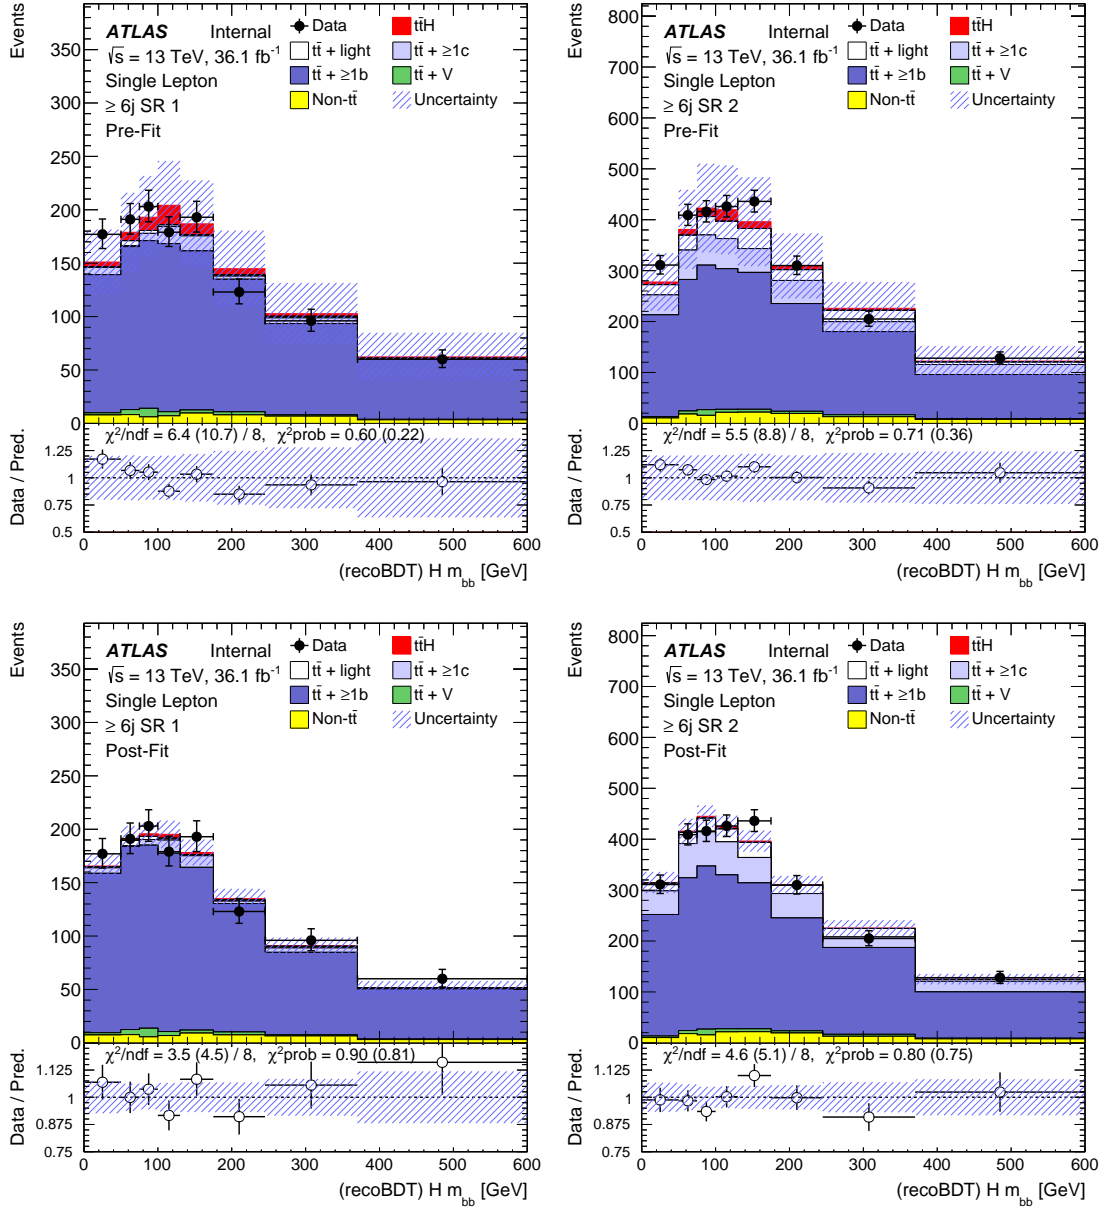 Events
ATLAS Internal
√s = 13 TeV, 36.1 fb⁻¹
Single Lepton
≥ 6j SR 1
Pre-Fit
Data
tt̄H
tt̄ + light
tt̄ + ≥1c
tt̄ + ≥1b
tt̄ + V
Non-tt̄
Uncertainty
350
300
250
200
150
100
50
0
χ²/ndf = 6.4 (10.7) / 8, χ²prob = 0.60 (0.22)
Data / Pred.
1.25
1
0.75
0.5
0 100 200 300 400 500 600
(recoBDT) H m_bb [GeV]
Events
ATLAS Internal
√s = 13 TeV, 36.1 fb⁻¹
Single Lepton
≥ 6j SR 2
Pre-Fit
Data
tt̄H
tt̄ + light
tt̄ + ≥1c
tt̄ + ≥1b
tt̄ + V
Non-tt̄
Uncertainty
800
700
600
500
400
300
200
100
0
χ²/ndf = 5.5 (8.8) / 8, χ²prob = 0.71 (0.36)
Data / Pred.
1.25
1
0.75
0.5
0 100 200 300 400 500 600
(recoBDT) H m_bb [GeV]
Events
ATLAS Internal
√s = 13 TeV, 36.1 fb⁻¹
Single Lepton
≥ 6j SR 1
Post-Fit
Data
tt̄H
tt̄ + light
tt̄ + ≥1c
tt̄ + ≥1b
tt̄ + V
Non-tt̄
Uncertainty
350
300
250
200
150
100
50
0
χ²/ndf = 3.5 (4.5) / 8, χ²prob = 0.90 (0.81)
Data / Pred.
1.125
1
0.875
0.75
0 100 200 300 400 500 600
(recoBDT) H m_bb [GeV]
Events
ATLAS Internal
√s = 13 TeV, 36.1 fb⁻¹
Single Lepton
≥ 6j SR 2
Post-Fit
Data
tt̄H
tt̄ + light
tt̄ + ≥1c
tt̄ + ≥1b
tt̄ + V
Non-tt̄
Uncertainty
800
700
600
500
400
300
200
100
0
χ²/ndf = 4.6 (5.1) / 8, χ²prob = 0.80 (0.75)
Data / Pred.
1.125
1
0.875
0.75
0 100 200 300 400 500 600
(recoBDT) H m_bb [GeV]